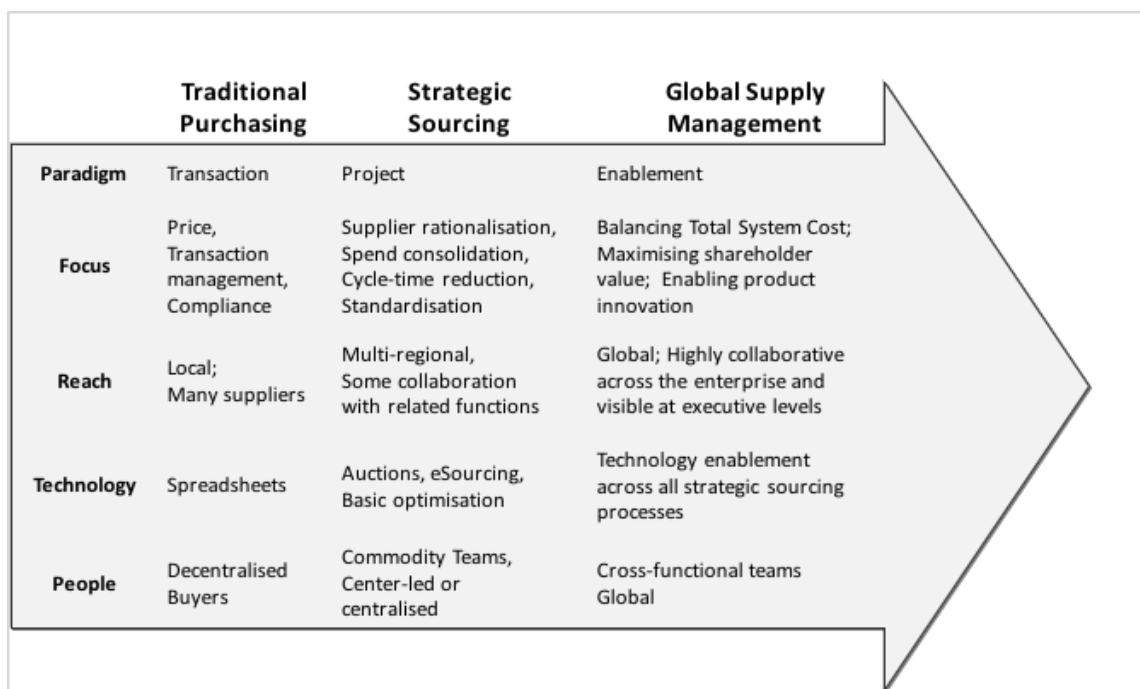 Traditional
Purchasing
Strategic
Sourcing
Global Supply
Management
Paradigm
Transaction
Project
Enablement
Focus
Price,
Transaction
management,
Compliance
Supplier rationalisation,
Spend consolidation,
Cycle-time reduction,
Standardisation
Balancing Total System Cost;
Maximising shareholder
value;  Enabling product
innovation
Reach
Local;
Many suppliers
Multi-regional,
Some collaboration
with related functions
Global; Highly collaborative
across the enterprise and
visible at executive levels
Technology
Spreadsheets
Auctions, eSourcing,
Basic optimisation
Technology enablement
across all strategic sourcing
processes
People
Decentralised
Buyers
Commodity Teams,
Center-led or
centralised
Cross-functional teams
Global